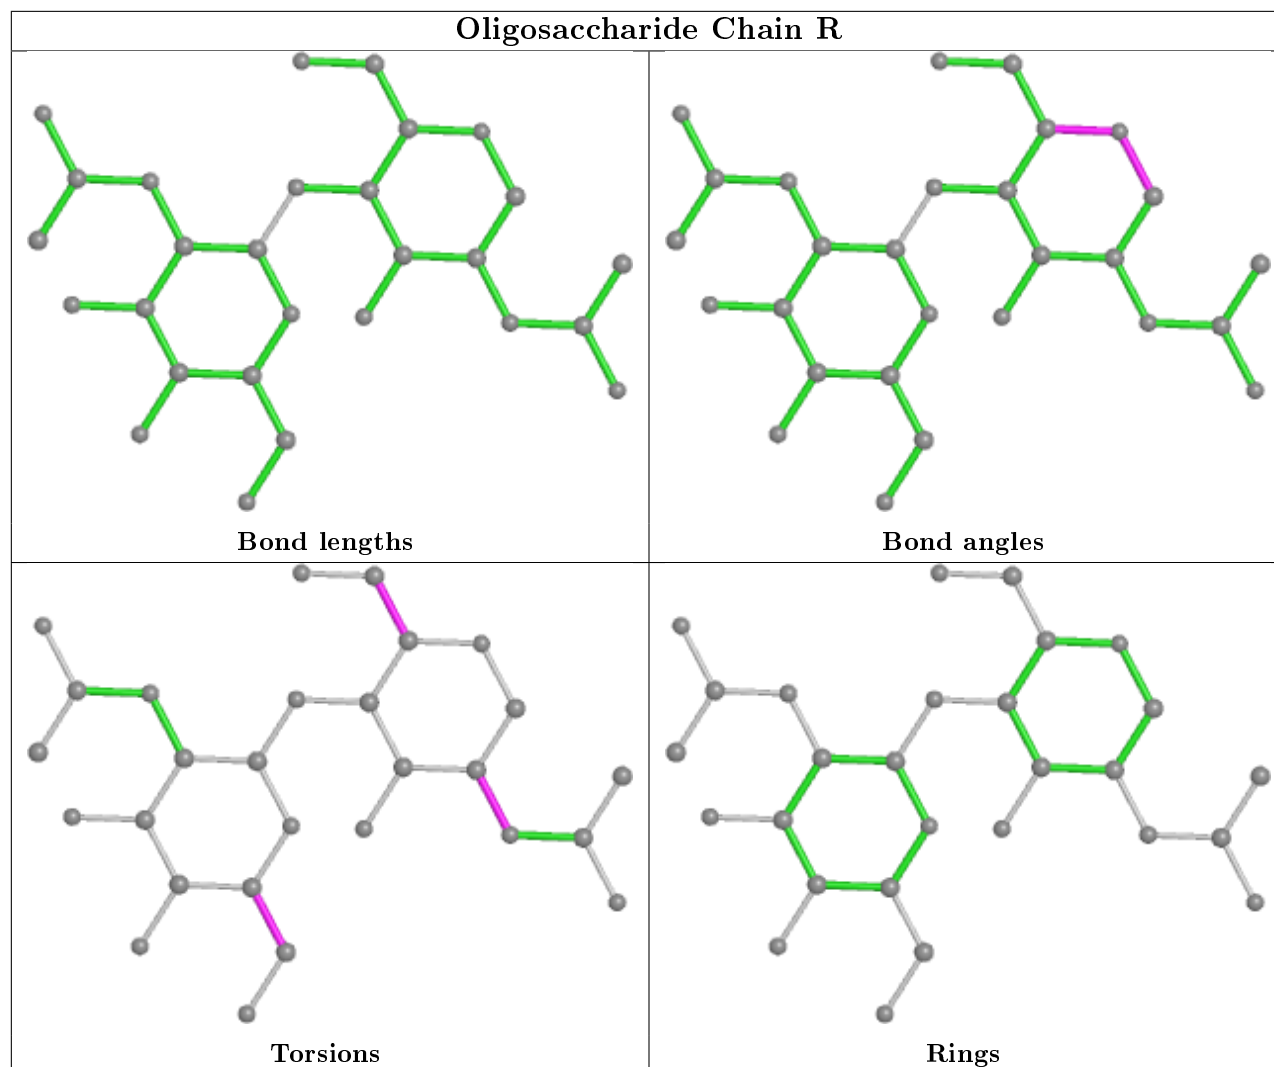 Oligosaccharide Chain R
Bond lengths
Bond angles
Torsions
Rings